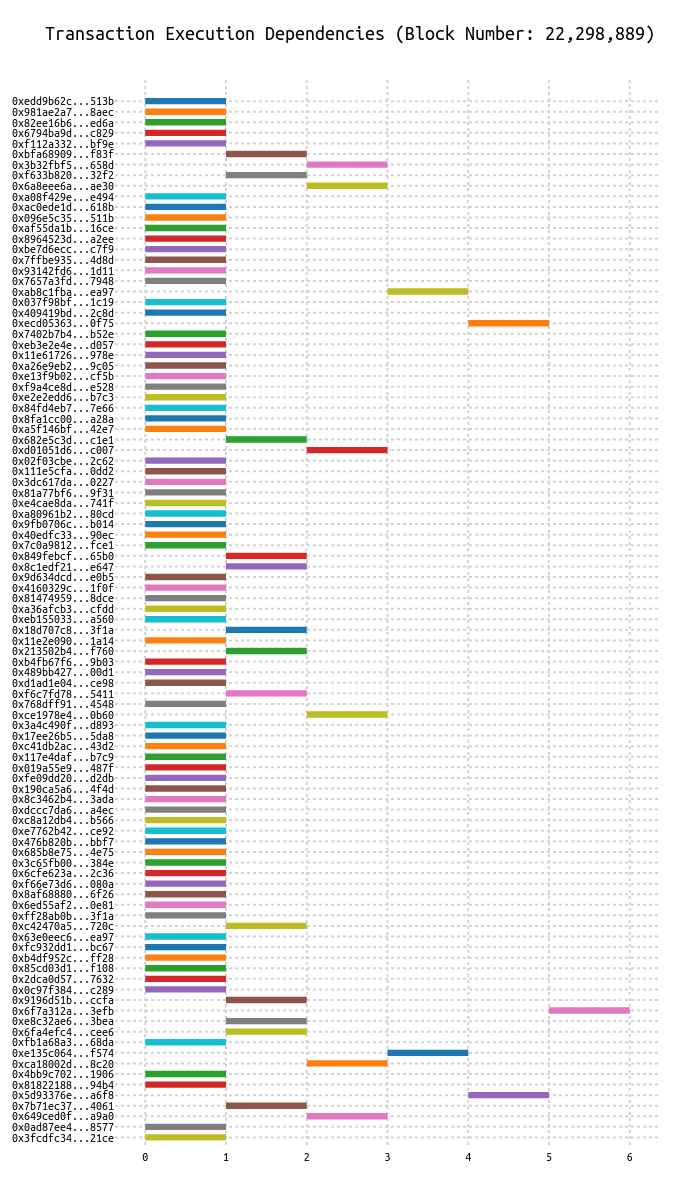 Transaction Execution Dependencies (Block Number: 22,298,889)
0xedd9b62c...513b
0x981ae2a7...8aec
0x82ee16b6...ed6a
0x6794ba9d...c829
0xf112a332...bf9e
0xbfa68909...f83f
0x3b32fbf5...658d
0xf633b820...32f2
0x6a8eee6a...ae30
0xa08f429e...e494
0xac0ede1d...618b
0x096e5c35...511b
0xaf55da1b...16ce
0x8964523d...a2ee
0xbe7d6ecc...c7f9
0x7ffbe935...4d8d
0x93142fd6...1d11
0x7657a3fd...7948
0xab8c1fba...ea97
0x037f98bf...1c19
0x409419bd...2c8d
0xecd05363...0f75
0x7402b7b4...b52e
0xeb3e2e4e...d057
0x11e61726...978e
0xa26e9eb2...9c05
0xe13f9b02...cf5b
0xf9a4ce8d...e528
0xe2e2edd6...b7c3
0x84fd4eb7...7e66
0x8fa1cc00...a28a
0xa5f146bf...42e7
0x682e5c3d...c1e1
0xd01051d6...c007
0x02f03cbe...2c62
0x111e5cfa...0dd2
0x3dc617da...0227
0x81a77bf6...9f31
0xe4cae8da...741f
0xa80961b2...80cd
0x9fb0706c...b014
0x40edfc33...90ec
0x7c0a9812...fce1
0x849febcf...65b0
0x8c1edf21...e647
0x9d634dcd...e0b5
0x4160329c...1f0f
0x81474959...8dce
0xa36afcb3...cfdd
0xeb155033...a560
0x18d707c8...3f1a
0x11e2e090...1a14
0x213502b4...f760
0xb4fb67f6...9b03
0x489bb427...00d1
0xd1ad1e04...ce98
0xf6c7fd78...5411
0x768dff91...4548
0xce1978e4...0b60
0x3a4c490f...d893
0x17ee26b5...5da8
0xc41db2ac...43d2
0x117e4daf...b7c9
0x019a55e9...487f
0xfe09dd20...d2db
0x190ca5a6...4f4d
0x8c3462b4...3ada
0xdccc7da6...a4ec
0xc8a12db4...b566
0xe7762b42...ce92
0x476b820b...bbf7
0x685b8e75...4e75
0x3c65fb00...384e
0x6cfe623a...2c36
0xf66e73d6...080a
0x8af68880...6f26
0x6ed55af2...0e81
0xff28ab0b...3f1a
0xc42470a5...720c
0x63e0eec6...ea97
0xfc932dd1...bc67
0xb4df952c...ff28
0x85cd03d1...f108
0x2dca0d57...7632
0x0c97f384...c289
0x9196d51b...ccfa
0x6f7a312a...3efb
0xe8c32ae6...3bea
0x6fa4efc4...cee6
0xfb1a68a3...68da
0xe135c064...f574
0xca18002d...8c20
0x4bb9c702...1906
0x81822188...94b4
0x5d93376e...a6f8
0x7b71ec37...4061
0x649ced0f...a9a0
0x0ad87ee4...8577
0x3fcdfc34...21ce
0 1 2 3 4 5 6